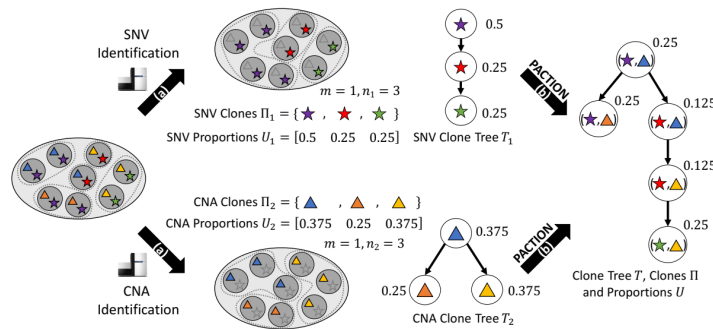 SNV
Identification
(a)
m = 1, n₁ = 3
SNV Clones Π₁ = { , , }
SNV Proportions U₁ = [0.5 0.25 0.25]
0.5
0.25
0.25
SNV Clone Tree T₁
PACTION
(b)
CNA Clones Π₂ = { , , }
CNA Proportions U₂ = [0.375 0.25 0.375]
m = 1, n₂ = 3
(a)
CNA
Identification
0.375
0.25
0.375
CNA Clone Tree T₂
PACTION
(b)
0.25
( , )
0.25
( , )
0.125
( , )
0.125
( , )
0.25
( , )
Clone Tree T, Clones Π
and Proportions U